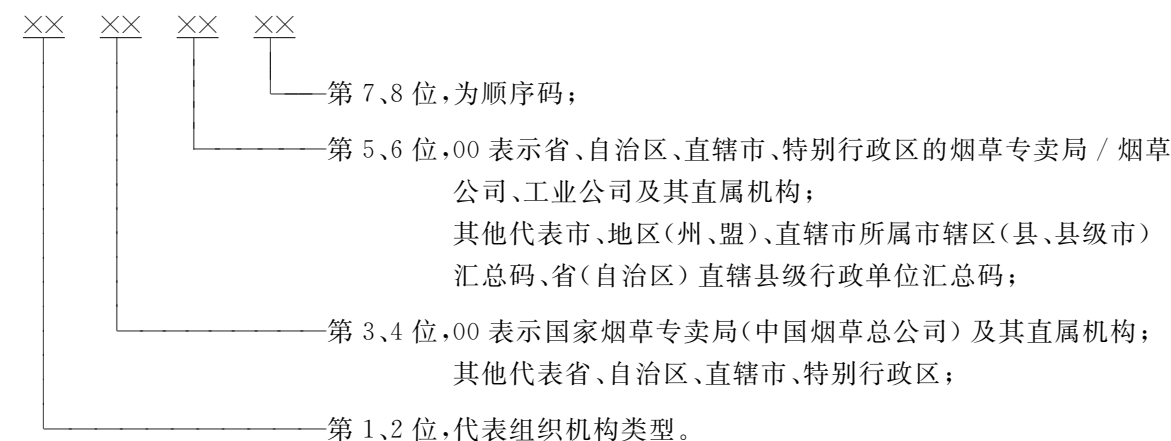 ×× ×× ×× ××
第 7、8 位,为顺序码;
第 5、6 位,00 表示省、自治区、直辖市、特别行政区的烟草专卖局 / 烟草
公司、工业公司及其直属机构;
其他代表市、地区(州、盟)、直辖市所属市辖区(县、县级市)
汇总码、省(自治区) 直辖县级行政单位汇总码;
第 3、4 位,00 表示国家烟草专卖局(中国烟草总公司) 及其直属机构;
其他代表省、自治区、直辖市、特别行政区;
第 1、2 位,代表组织机构类型。